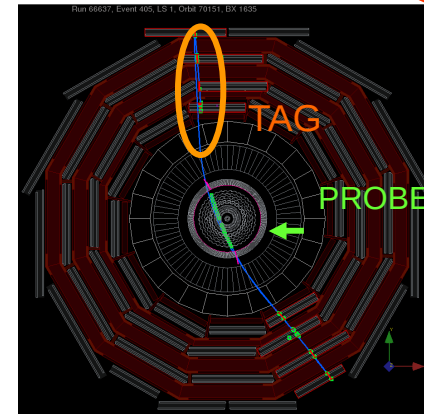 Run 66637, Event 405, LS 1, Orbit 70151, BX 1635
TAG
PROBE